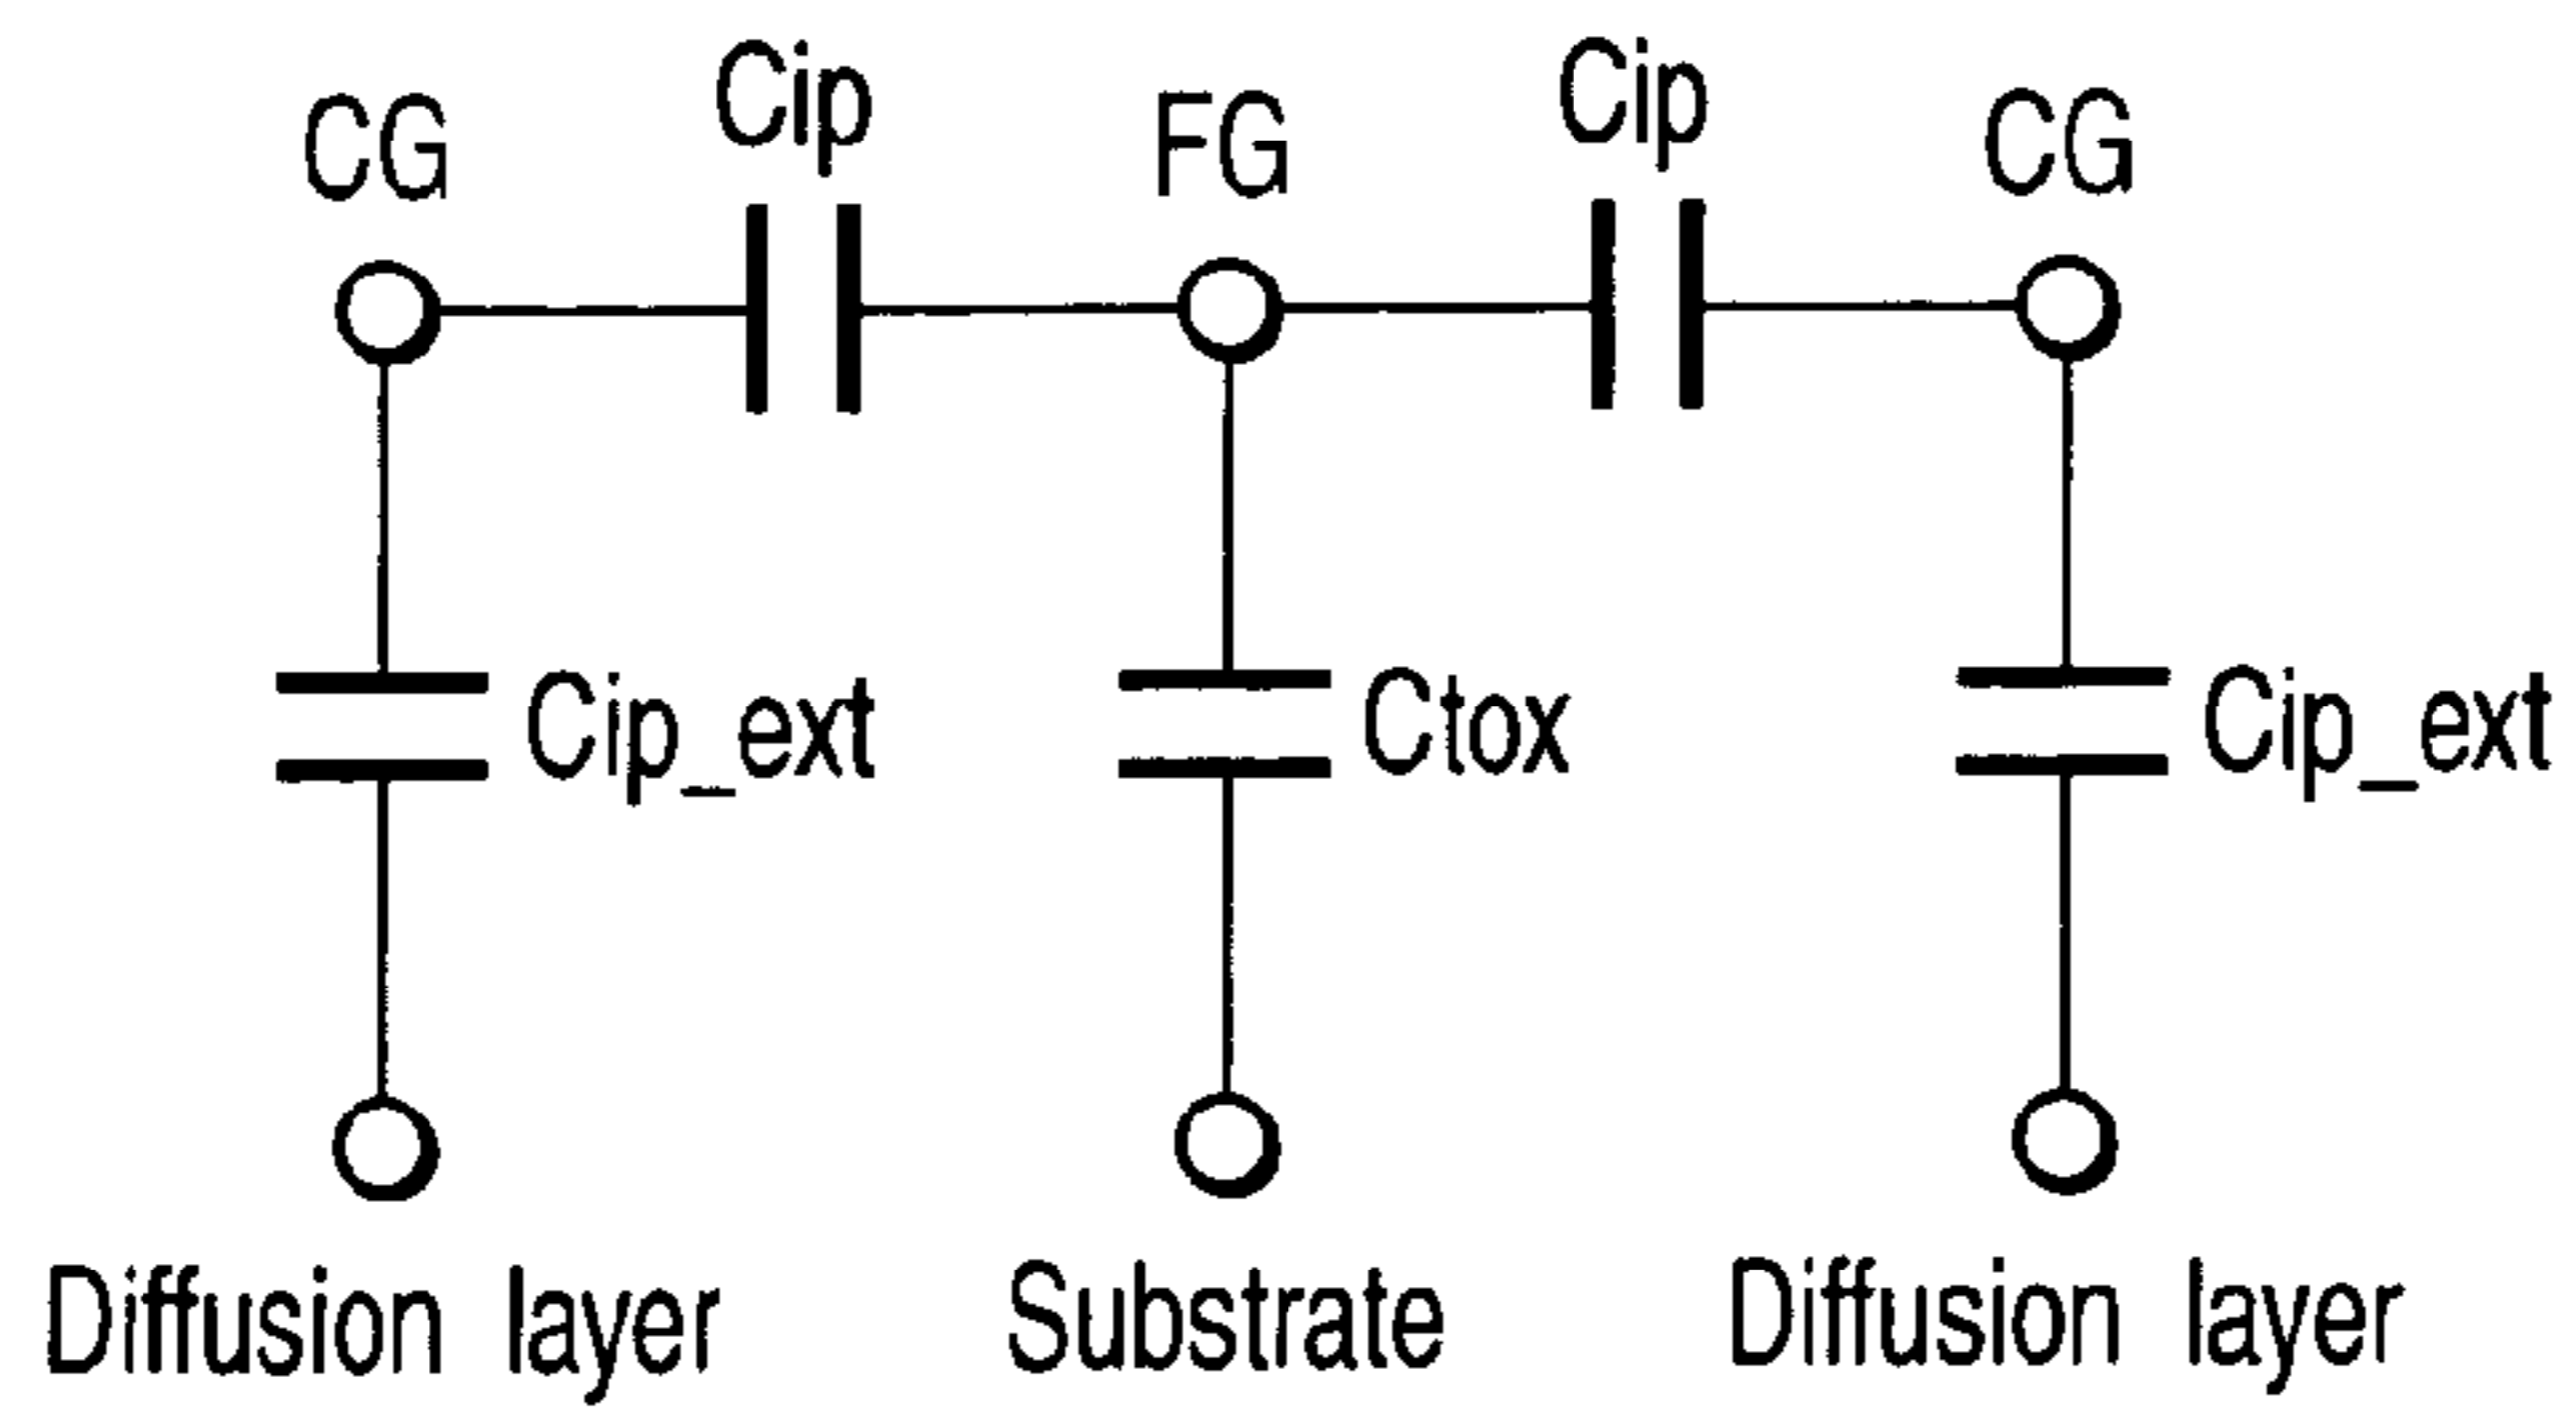 CG Cip FG Cip CG
Cip_ext Ctox Cip_ext
Diffusion layer Substrate Diffusion layer